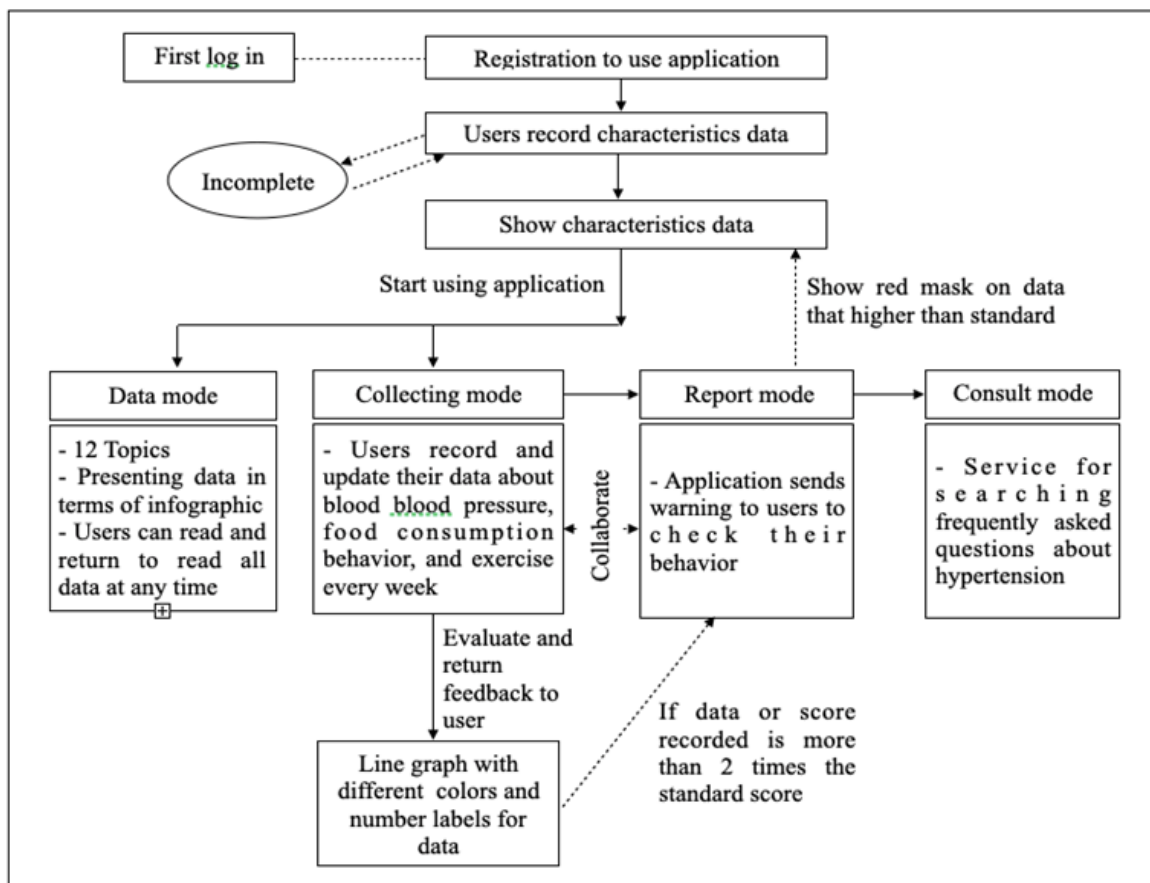 First log in
Registration to use application
Users record characteristics data
Incomplete
Show characteristics data
Start using application
Show red mask on data
that higher than standard
Data mode
Collecting mode
Report mode
Consult mode
- 12 Topics
- Presenting data in
terms of infographic
- Users can read and
return to read all
data at any time
- Users record and
update their data about
blood blood pressure,
food consumption
behavior, and exercise
every week
Collaborate
- Application sends
warning to users to
check their
behavior
- Service for
searching
frequently asked
questions about
hypertension
Evaluate and
return
feedback to
user
If data or score
recorded is more
than 2 times the
standard score
Line graph with
different colors and
number labels for
data